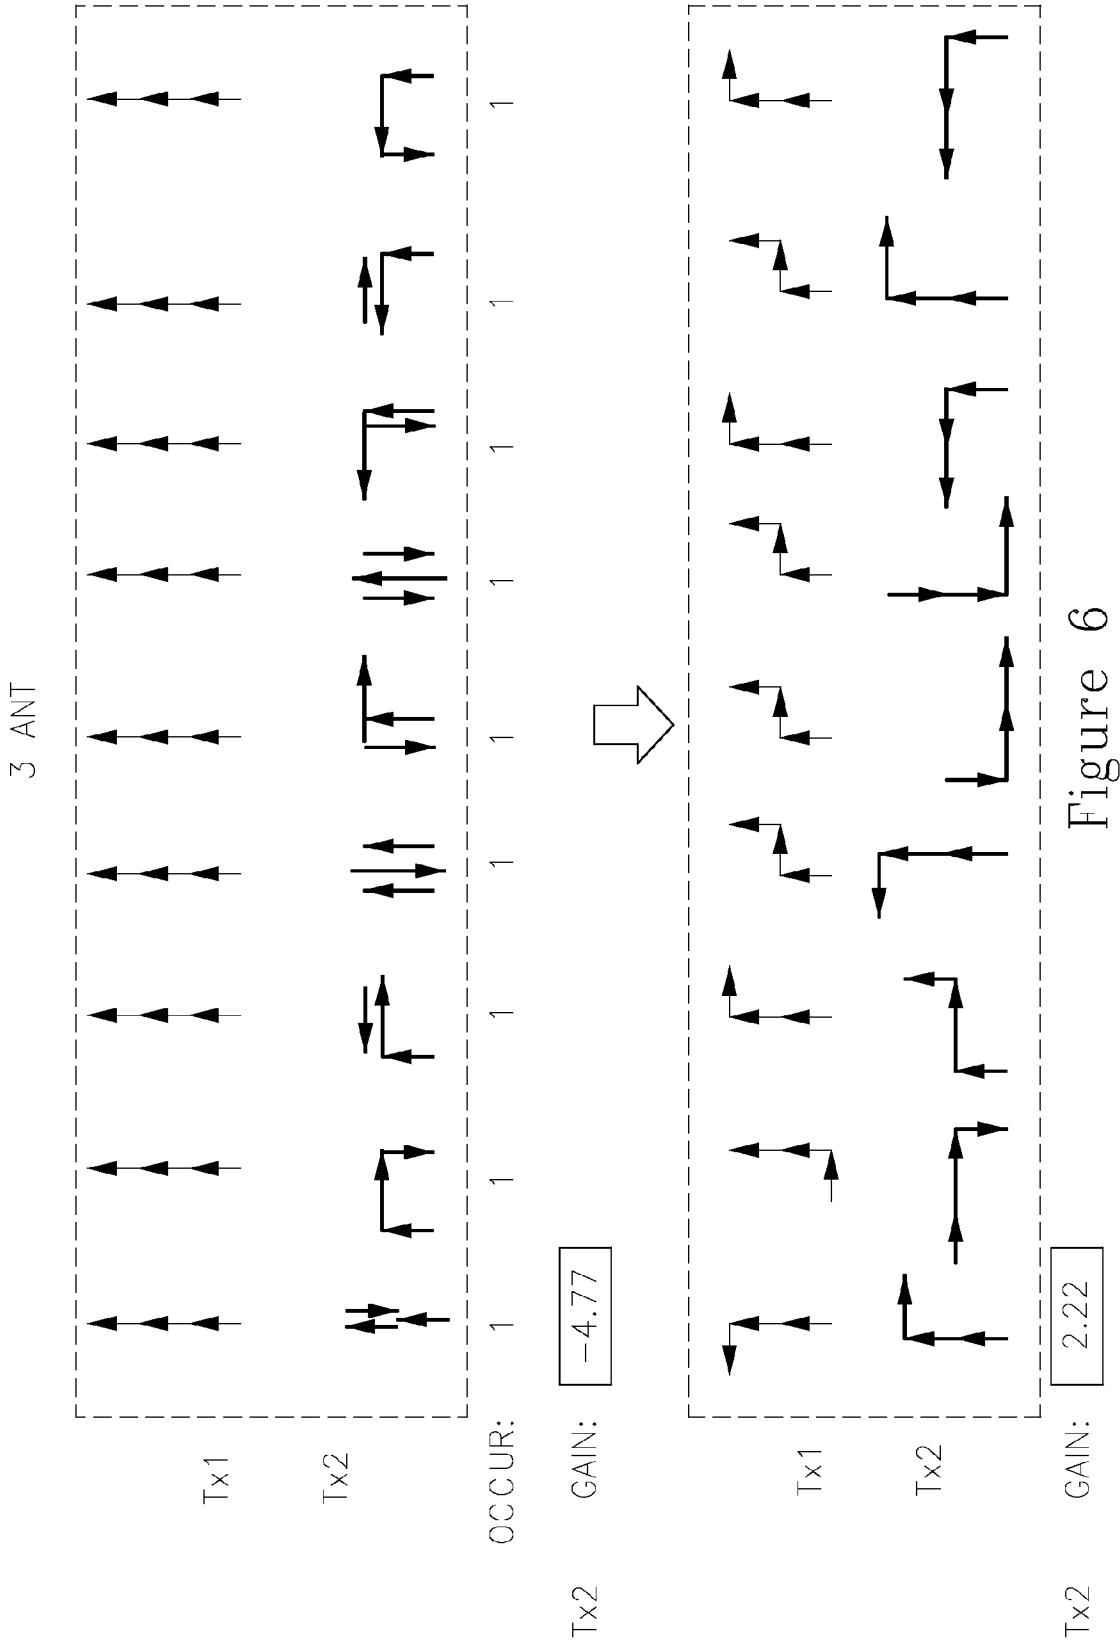 3 ANT
Tx1
Tx2
OCCUR: 1 1 1 1 1 1 1 1 1
Tx2 GAIN: -4.77
Tx1
Tx2
Tx2 GAIN: 2.22
Figure 6